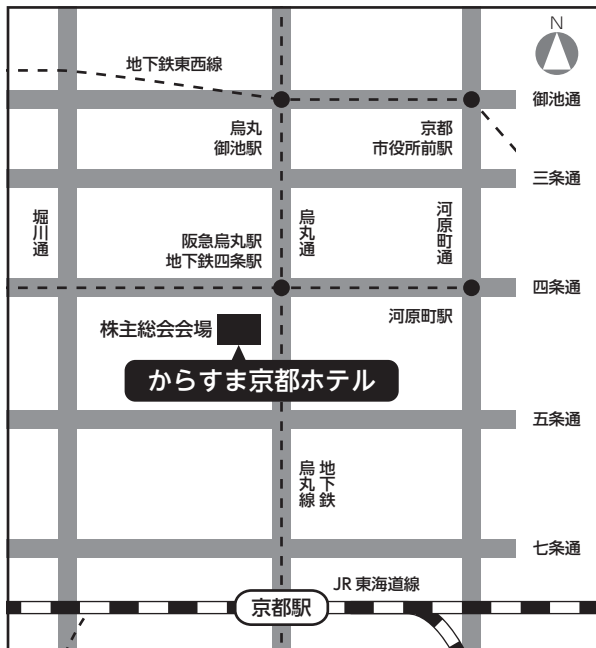 N
地下鉄東西線
御池通
烏丸
御池駅
京都
市役所前駅
三条通
堀川通
阪急烏丸駅
地下鉄四条駅
烏丸通
河原町通
四条通
河原町駅
株主総会会場
からすま京都ホテル
五条通
地下鉄
烏丸線
七条通
JR東海道線
京都駅